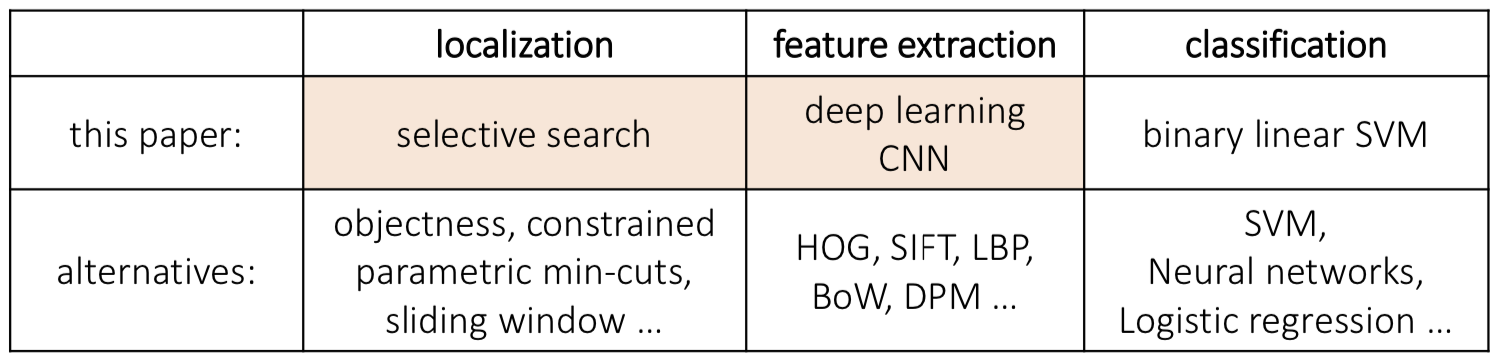 localization feature extraction classification
this paper: selective search deep learning CNN binary linear SVM
alternatives: objectness, constrained parametric min-cuts, sliding window ... HOG, SIFT, LBP, BoW, DPM ... SVM, Neural networks, Logistic regression ...